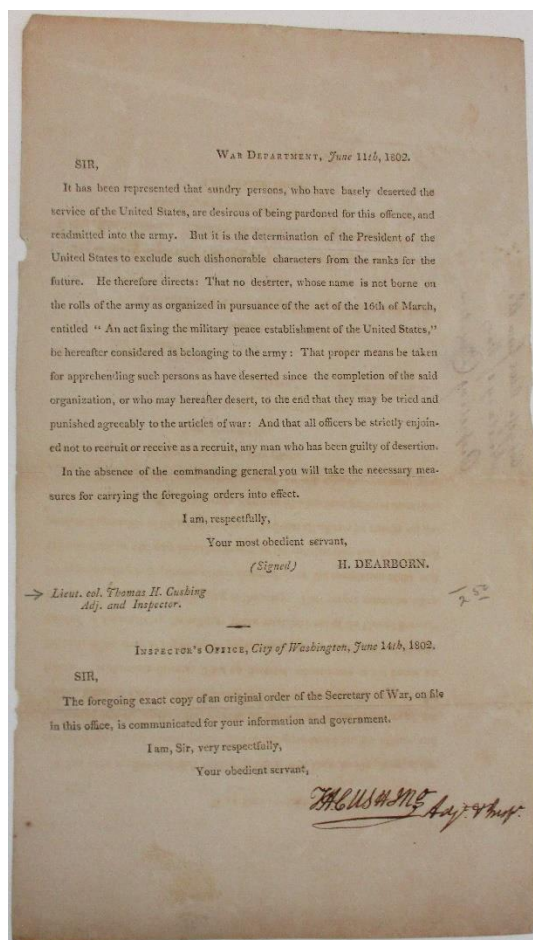 WAR DEPARTMENT, June 11th, 1802.
SIR,
It has been represented that sundry persons, who have basely deserted the
service of the United States, are desirous of being pardoned for this offence, and
readmitted into the army. But it is the determination of the President of the
United States to exclude such dishonorable characters from the ranks for the
future. He therefore directs: That no deserter, whose name is not borne on
the rolls of the army as organized in pursuance of the act of the 16th of March,
entitled " An act fixing the military peace establishment of the United States,"
be hereafter considered as belonging to the army: That proper means be taken
for apprehending such persons as have deserted since the completion of the said
organization, or who may hereafter desert, to the end that they may be tried and
punished agreeably to the articles of war: And that all officers be strictly enjoin-
ed not to recruit or receive as a recruit, any man who has been guilty of desertion.
In the absence of the commanding general you will take the necessary mea-
sures for carrying the foregoing orders into effect.
I am, respectfully,
Your most obedient servant,
(Signed) H. DEARBORN.
Lieut. col. Thomas H. Cushing
Adj. and Inspector.
2 50
INSPECTOR'S OFFICE, City of Washington, June 14th, 1802.
SIR,
The foregoing exact copy of an original order of the Secretary of War, on file
in this office, is communicated for your information and government.
I am, Sir, very respectfully,
Your obedient servant,
T H CUSHING Adjt. & Inspr.